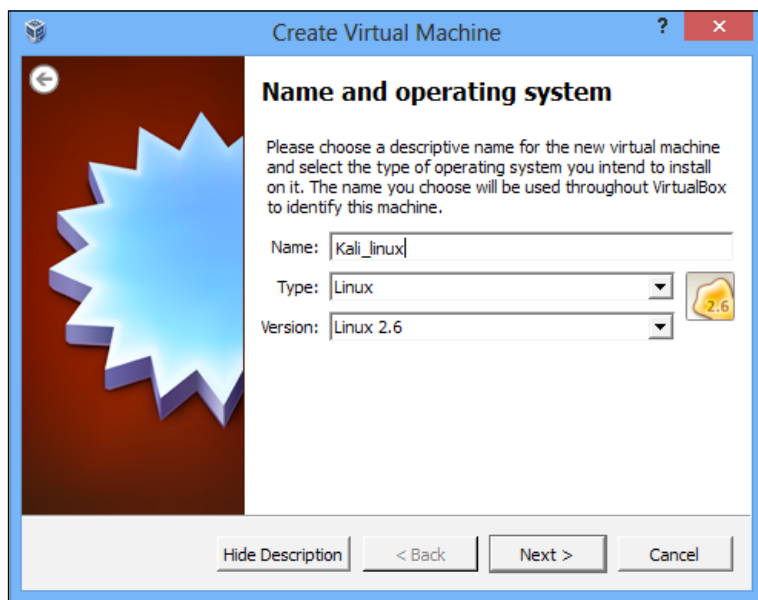 Create Virtual Machine
?
Name and operating system
Please choose a descriptive name for the new virtual machine
and select the type of operating system you intend to install
on it. The name you choose will be used throughout VirtualBox
to identify this machine.
Name: Kali_linux
Type: Linux
2.6
Version: Linux 2.6
Hide Description < Back Next > Cancel